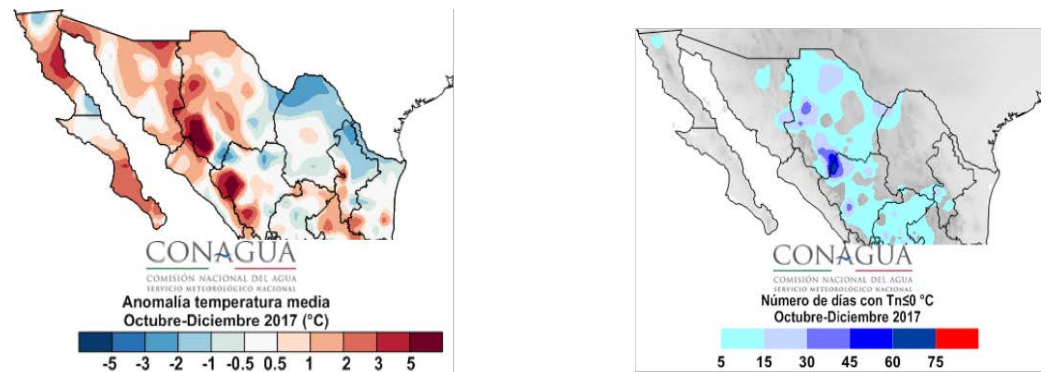 CONAGUA
COMISIÓN NACIONAL DEL AGUA
SERVICIO METEOROLÓGICO NACIONAL
Anomalía temperatura media
Octubre-Diciembre 2017 (°C)
-5 -3 -2 -1 -0.5 0.5 1 2 3 5
CONAGUA
COMISIÓN NACIONAL DEL AGUA
SERVICIO METEOROLÓGICO NACIONAL
Número de días con Tn≤0 °C
Octubre-Diciembre 2017
5 15 30 45 60 75